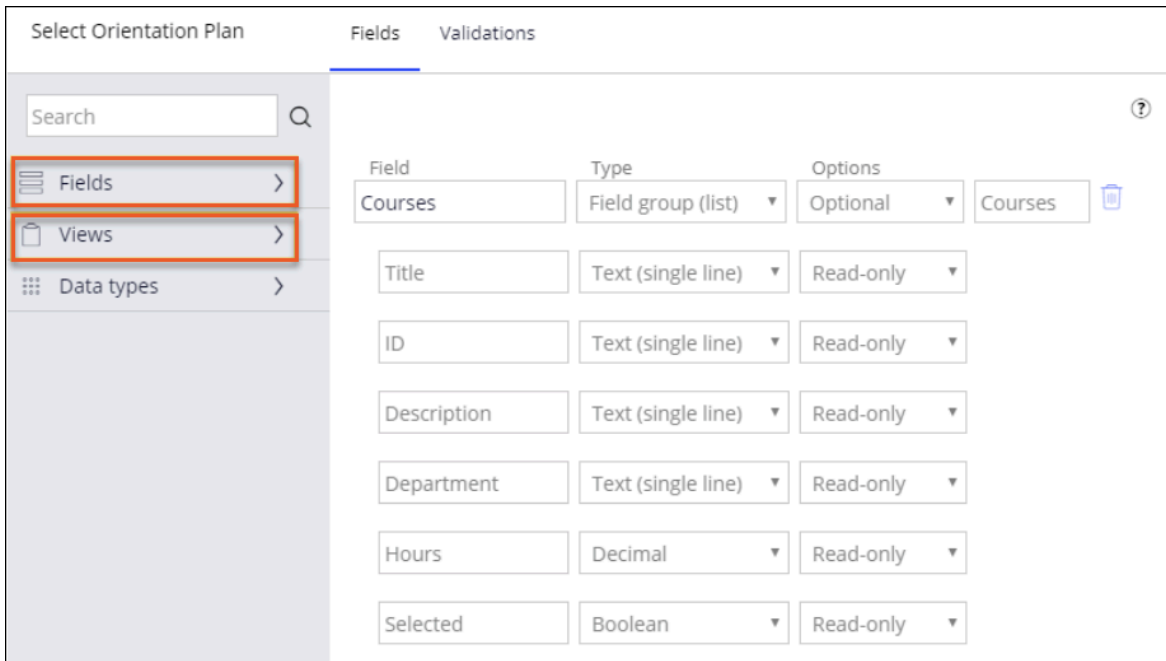 Select Orientation Plan Fields Validations
Search
Fields
Views
Data types
?
Field Type Options
Courses Field group (list) Optional Courses
Title Text (single line) Read-only
ID Text (single line) Read-only
Description Text (single line) Read-only
Department Text (single line) Read-only
Hours Decimal Read-only
Selected Boolean Read-only